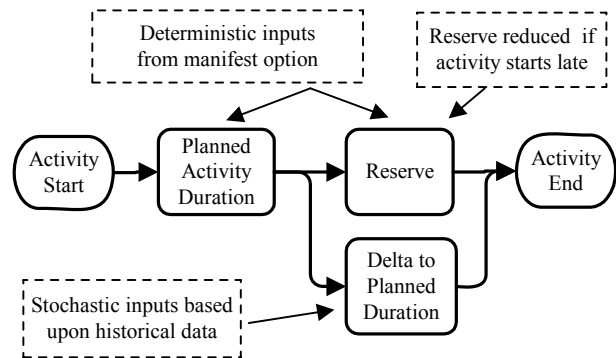 Deterministic inputs
from manifest option
Reserve reduced if
activity starts late
Activity
Start
Planned
Activity
Duration
Reserve
Activity
End
Delta to
Planned
Duration
Stochastic inputs based
upon historical data